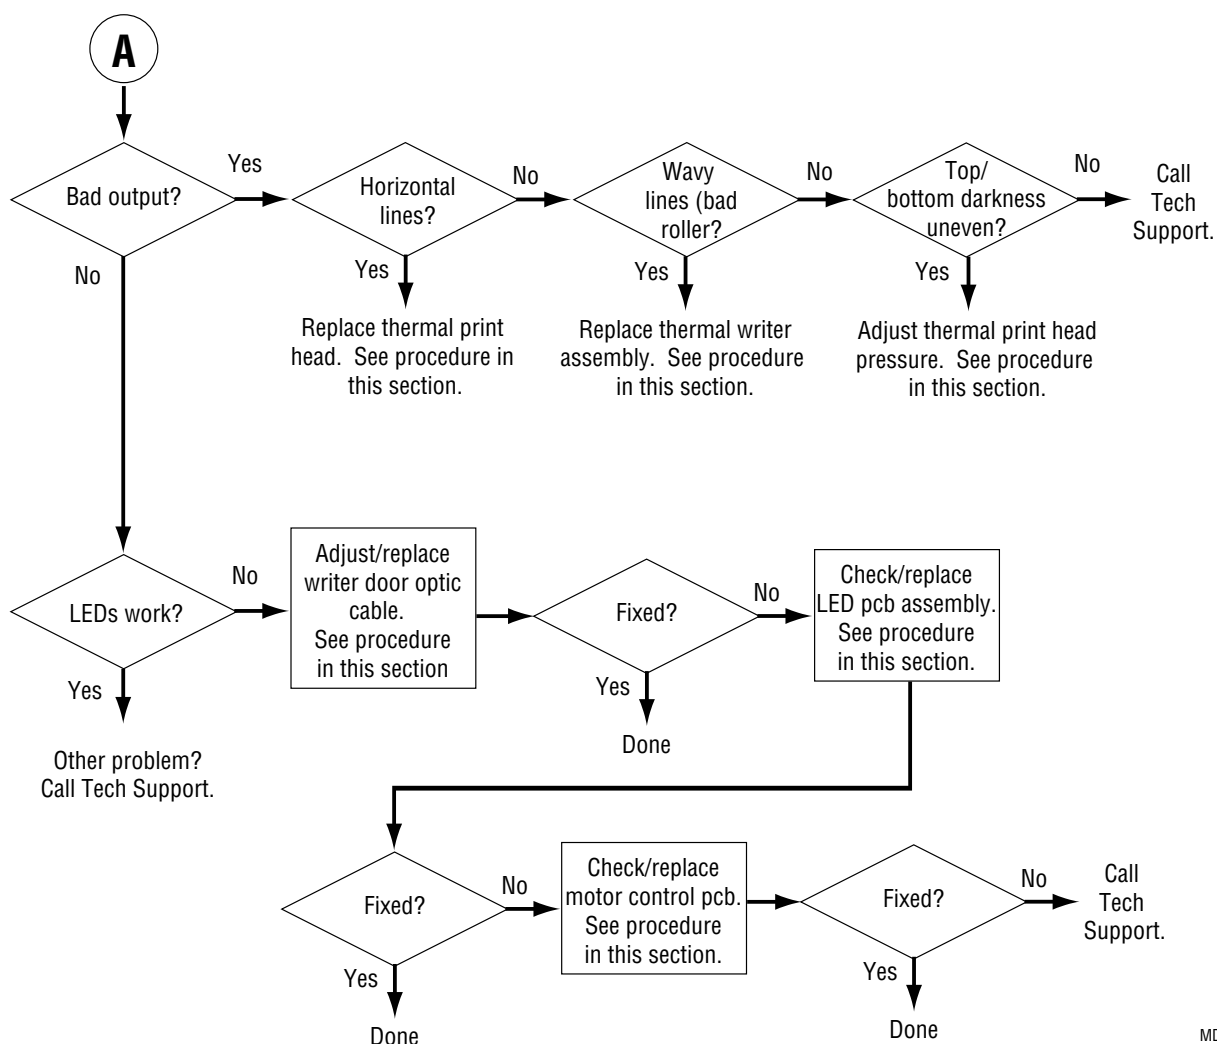 A
Bad output?
Yes
No
Horizontal
lines?
No
Yes
Replace thermal print
head. See procedure in
this section.
Wavy
lines (bad
roller?
No
Yes
Replace thermal writer
assembly. See procedure
in this section.
Top/
bottom darkness
uneven?
No
Yes
Adjust thermal print head
pressure. See procedure
in this section.
Call
Tech
Support.
LEDs work?
No
Yes
Other problem?
Call Tech Support.
Adjust/replace
writer door optic
cable.
See procedure
in this section
Fixed?
No
Yes
Done
Check/replace
LED pcb assembly.
See procedure
in this section.
Fixed?
No
Yes
Done
Check/replace
motor control pcb.
See procedure
in this section.
Fixed?
No
Yes
Done
Call
Tech
Support.
MD